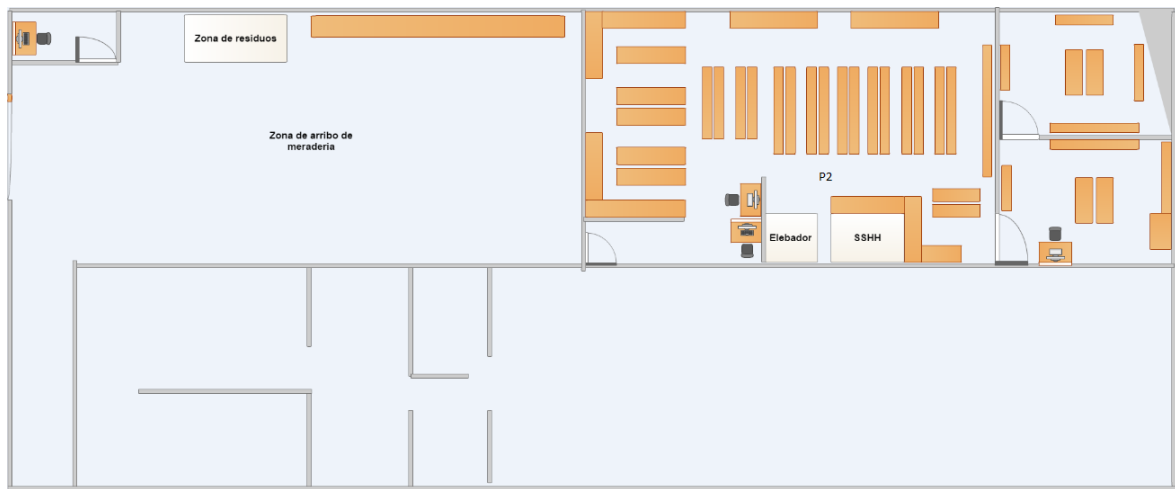 Zona de residuos
Zona de arribo de
meraderia
P2
Elebador
SSHH